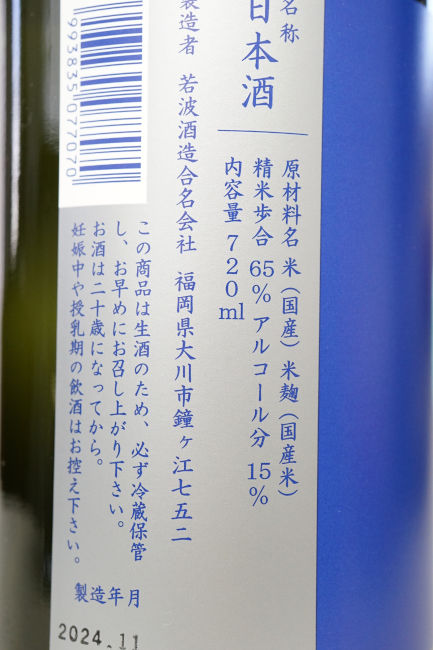 名称
日本酒
原材料名 米(国産)米麹(国産米)
精米歩合 65% アルコール分 15%
内容量 720ml
製造者 若波酒造合名会社 福岡県大川市鐘ヶ江七五二
この商品は生酒のため、必ず冷蔵保管
し、お早めにお召し上がり下さい。
お酒は二十歳になってから。
妊娠中や授乳期の飲酒はお控え下さい。
製造年月
2024.11
993835077070